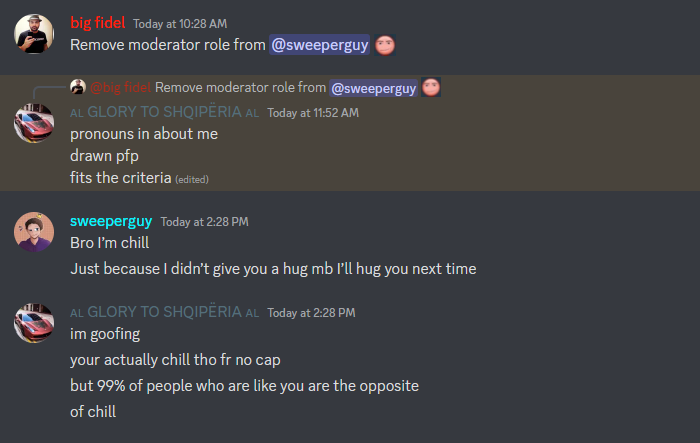 big fidel Today at 10:28 AM
Remove moderator role from @sweeperguy
@big fidel Remove moderator role from @sweeperguy
AL GLORY TO SHQIPËRIA AL Today at 11:52 AM
pronouns in about me
drawn pfp
fits the criteria (edited)
sweeperguy Today at 2:28 PM
Bro I'm chill
Just because I didn't give you a hug mb I'll hug you next time
AL GLORY TO SHQIPËRIA AL Today at 2:28 PM
im goofing
your actually chill tho fr no cap
but 99% of people who are like you are the opposite
of chill